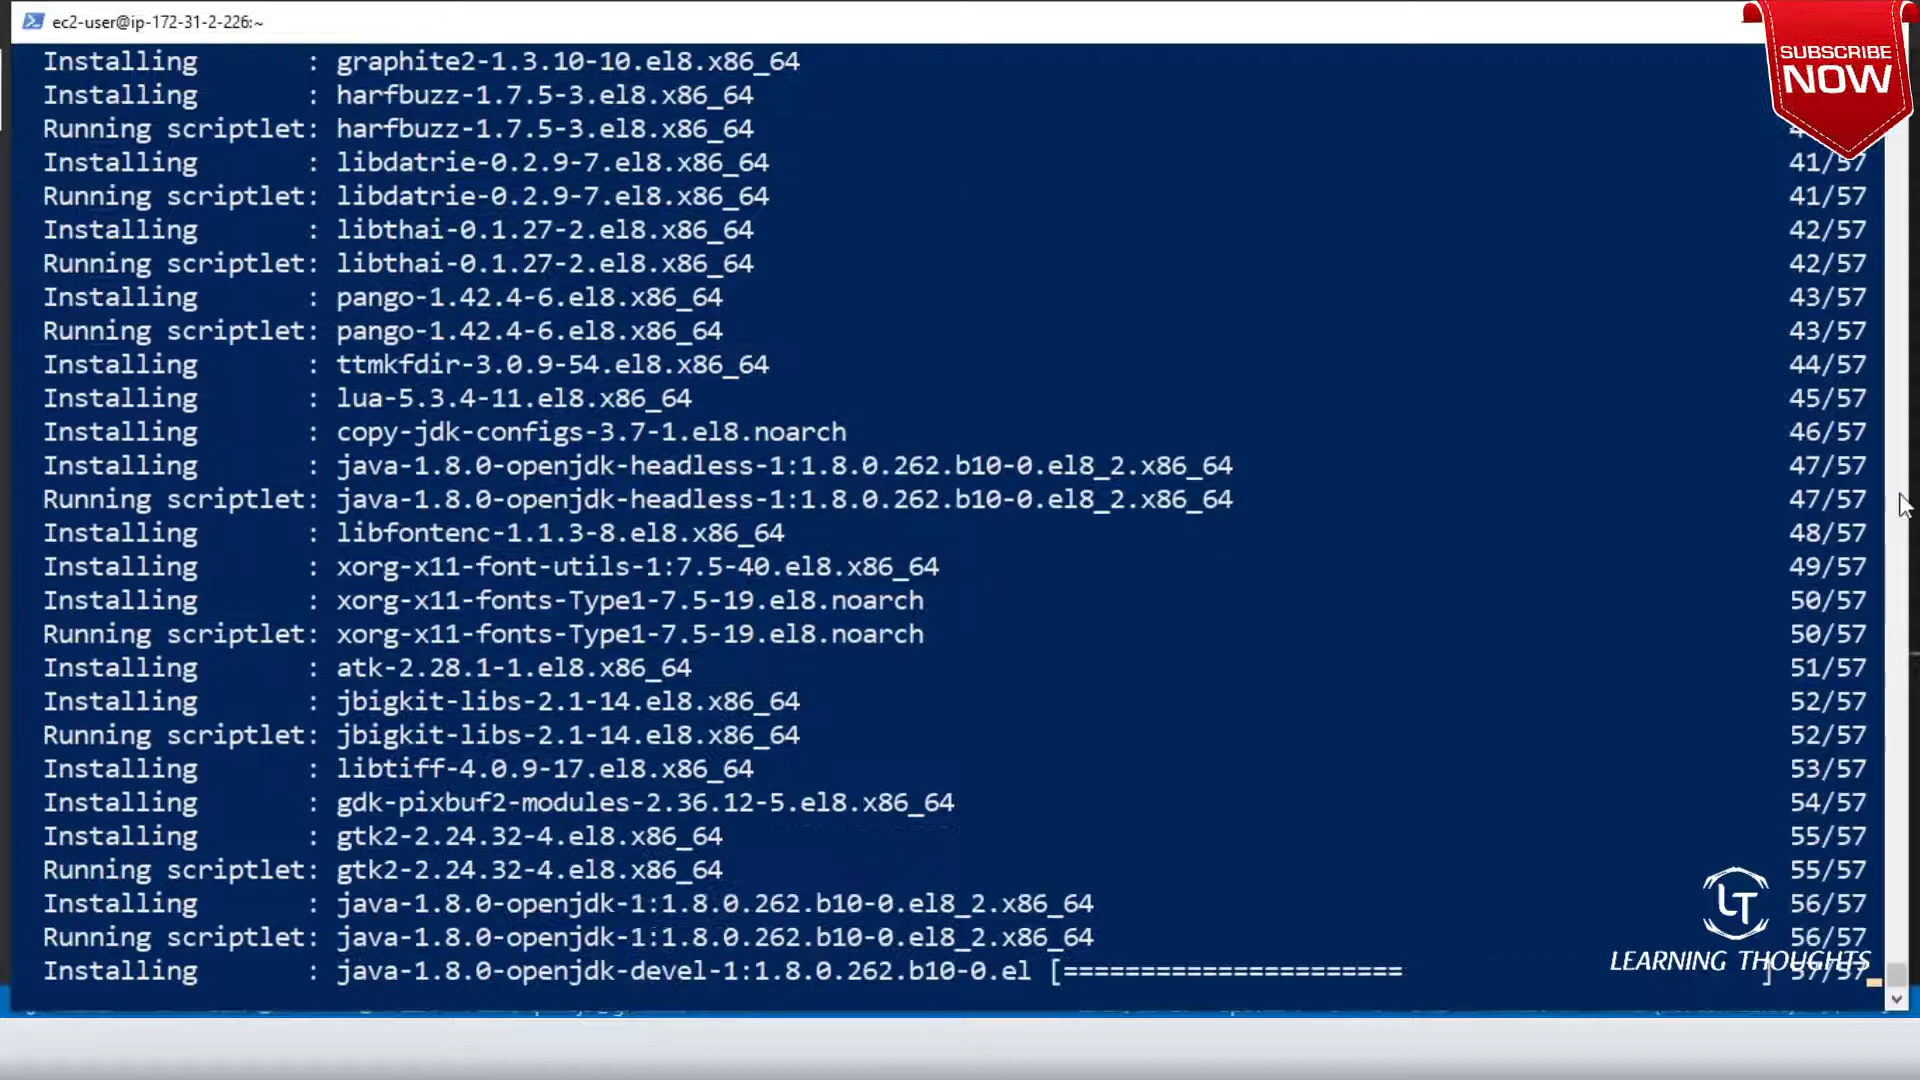 ec2-user@ip-172-31-2-226:~
SUBSCRIBE
NOW
Installing : graphite2-1.3.10-10.el8.x86_64
Installing : harfbuzz-1.7.5-3.el8.x86_64
Running scriptlet: harfbuzz-1.7.5-3.el8.x86_64
Installing : libdatrie-0.2.9-7.el8.x86_64 41/57
Running scriptlet: libdatrie-0.2.9-7.el8.x86_64 41/57
Installing : libthai-0.1.27-2.el8.x86_64 42/57
Running scriptlet: libthai-0.1.27-2.el8.x86_64 42/57
Installing : pango-1.42.4-6.el8.x86_64 43/57
Running scriptlet: pango-1.42.4-6.el8.x86_64 43/57
Installing : ttmkfdir-3.0.9-54.el8.x86_64 44/57
Installing : lua-5.3.4-11.el8.x86_64 45/57
Installing : copy-jdk-configs-3.7-1.el8.noarch 46/57
Installing : java-1.8.0-openjdk-headless-1:1.8.0.262.b10-0.el8_2.x86_64 47/57
Running scriptlet: java-1.8.0-openjdk-headless-1:1.8.0.262.b10-0.el8_2.x86_64 47/57
Installing : libfontenc-1.1.3-8.el8.x86_64 48/57
Installing : xorg-x11-font-utils-1:7.5-40.el8.x86_64 49/57
Installing : xorg-x11-fonts-Type1-7.5-19.el8.noarch 50/57
Running scriptlet: xorg-x11-fonts-Type1-7.5-19.el8.noarch 50/57
Installing : atk-2.28.1-1.el8.x86_64 51/57
Installing : jbigkit-libs-2.1-14.el8.x86_64 52/57
Running scriptlet: jbigkit-libs-2.1-14.el8.x86_64 52/57
Installing : libtiff-4.0.9-17.el8.x86_64 53/57
Installing : gdk-pixbuf2-modules-2.36.12-5.el8.x86_64 54/57
Installing : gtk2-2.24.32-4.el8.x86_64 55/57
Running scriptlet: gtk2-2.24.32-4.el8.x86_64 55/57
Installing : java-1.8.0-openjdk-1:1.8.0.262.b10-0.el8_2.x86_64 56/57
Running scriptlet: java-1.8.0-openjdk-1:1.8.0.262.b10-0.el8_2.x86_64 56/57
Installing : java-1.8.0-openjdk-devel-1:1.8.0.262.b10-0.el [====================== ] 57/57
LT
LEARNING THOUGHTS